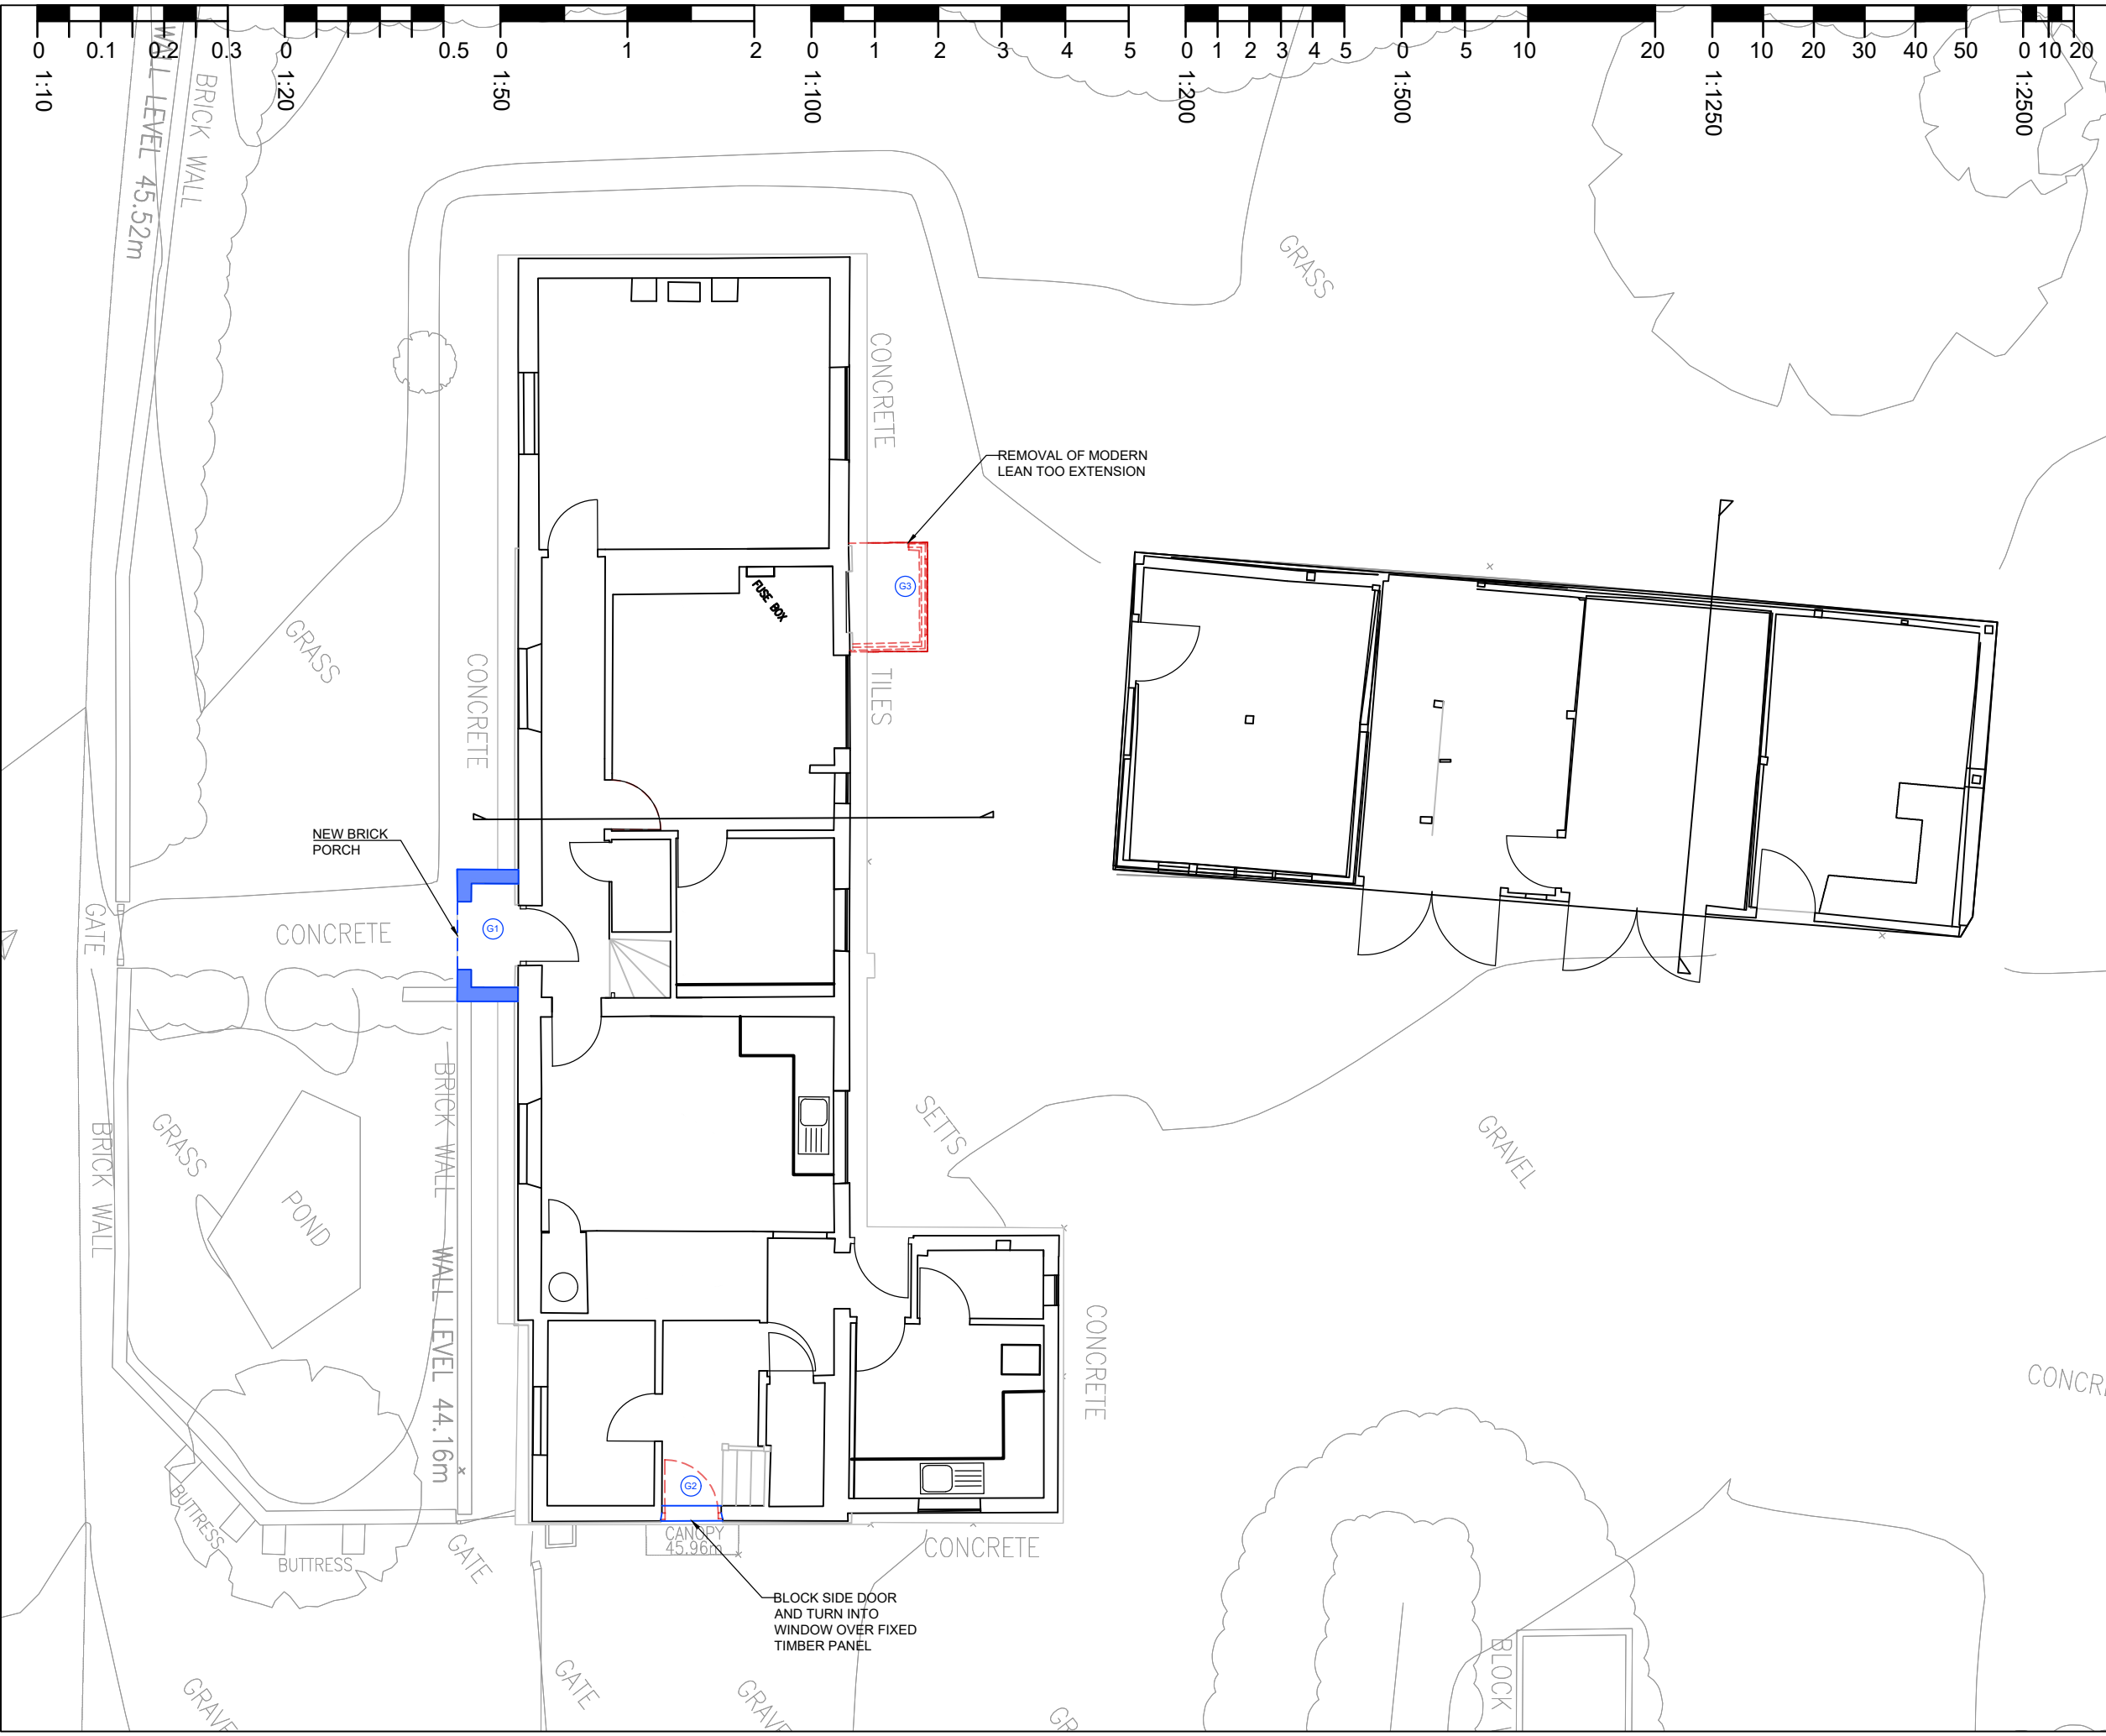 0 0.1 0.2 0.3 0 0.5 0 1 2 0 1 2 3 4 5 0 1 2 3 4 5 0 5 10 20 0 10 20 30 40 50 0 10 20
1:10 1:20 1:50 1:100 1:200 1:500 1:1250 1:2500
WALL LEVEL 45.52m
BRICK WALL
GRASS
CONCRETE
REMOVAL OF MODERN
LEAN TOO EXTENSION
FUSE BOX
G3
GRASS
CONCRETE
TILES
NEW BRICK
PORCH
GATE
CONCRETE
G1
BRICK WALL
GRASS
POND
BRICK WALL
WALL LEVEL 44.16m
SETTS
GRAVEL
CONCRETE
G2
BUTTRESS
BUTTRESS
GATE
CANOPY
45.96m
CONCRETE
BLOCK SIDE DOOR
AND TURN INTO
WINDOW OVER FIXED
TIMBER PANEL
GATE
BLOCK